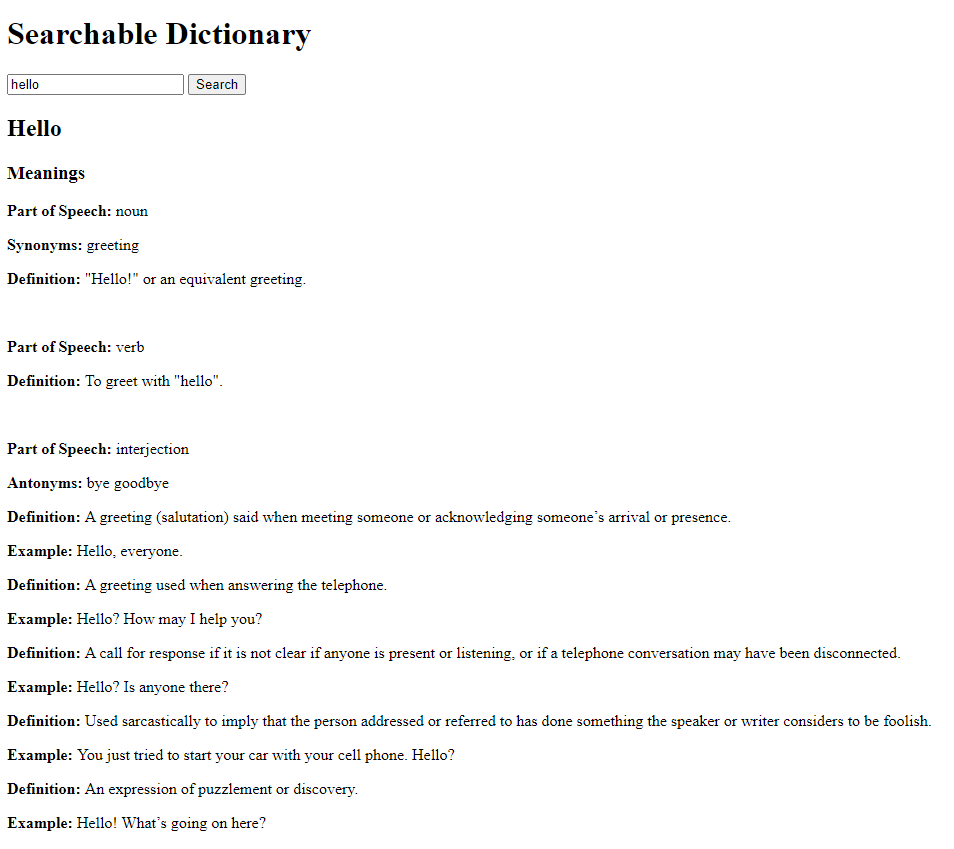 Searchable Dictionary
hello Search
Hello
Meanings
Part of Speech: noun
Synonyms: greeting
Definition: "Hello!" or an equivalent greeting.
Part of Speech: verb
Definition: To greet with "hello".
Part of Speech: interjection
Antonyms: bye goodbye
Definition: A greeting (salutation) said when meeting someone or acknowledging someone’s arrival or presence.
Example: Hello, everyone.
Definition: A greeting used when answering the telephone.
Example: Hello? How may I help you?
Definition: A call for response if it is not clear if anyone is present or listening, or if a telephone conversation may have been disconnected.
Example: Hello? Is anyone there?
Definition: Used sarcastically to imply that the person addressed or referred to has done something the speaker or writer considers to be foolish.
Example: You just tried to start your car with your cell phone. Hello?
Definition: An expression of puzzlement or discovery.
Example: Hello! What’s going on here?